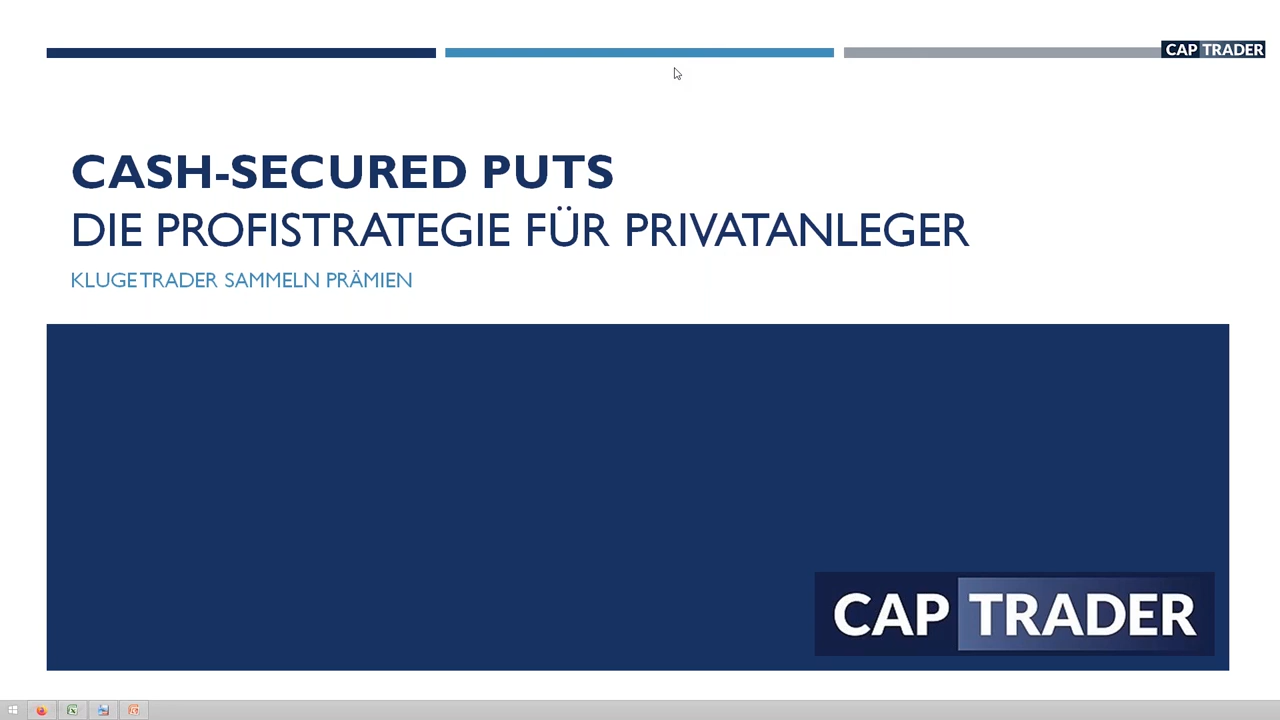 CAP TRADER
CASH-SECURED PUTS
DIE PROFISTRATEGIE FÜR PRIVATANLEGER
KLUGE TRADER SAMMELN PRÄMIEN
CAP TRADER